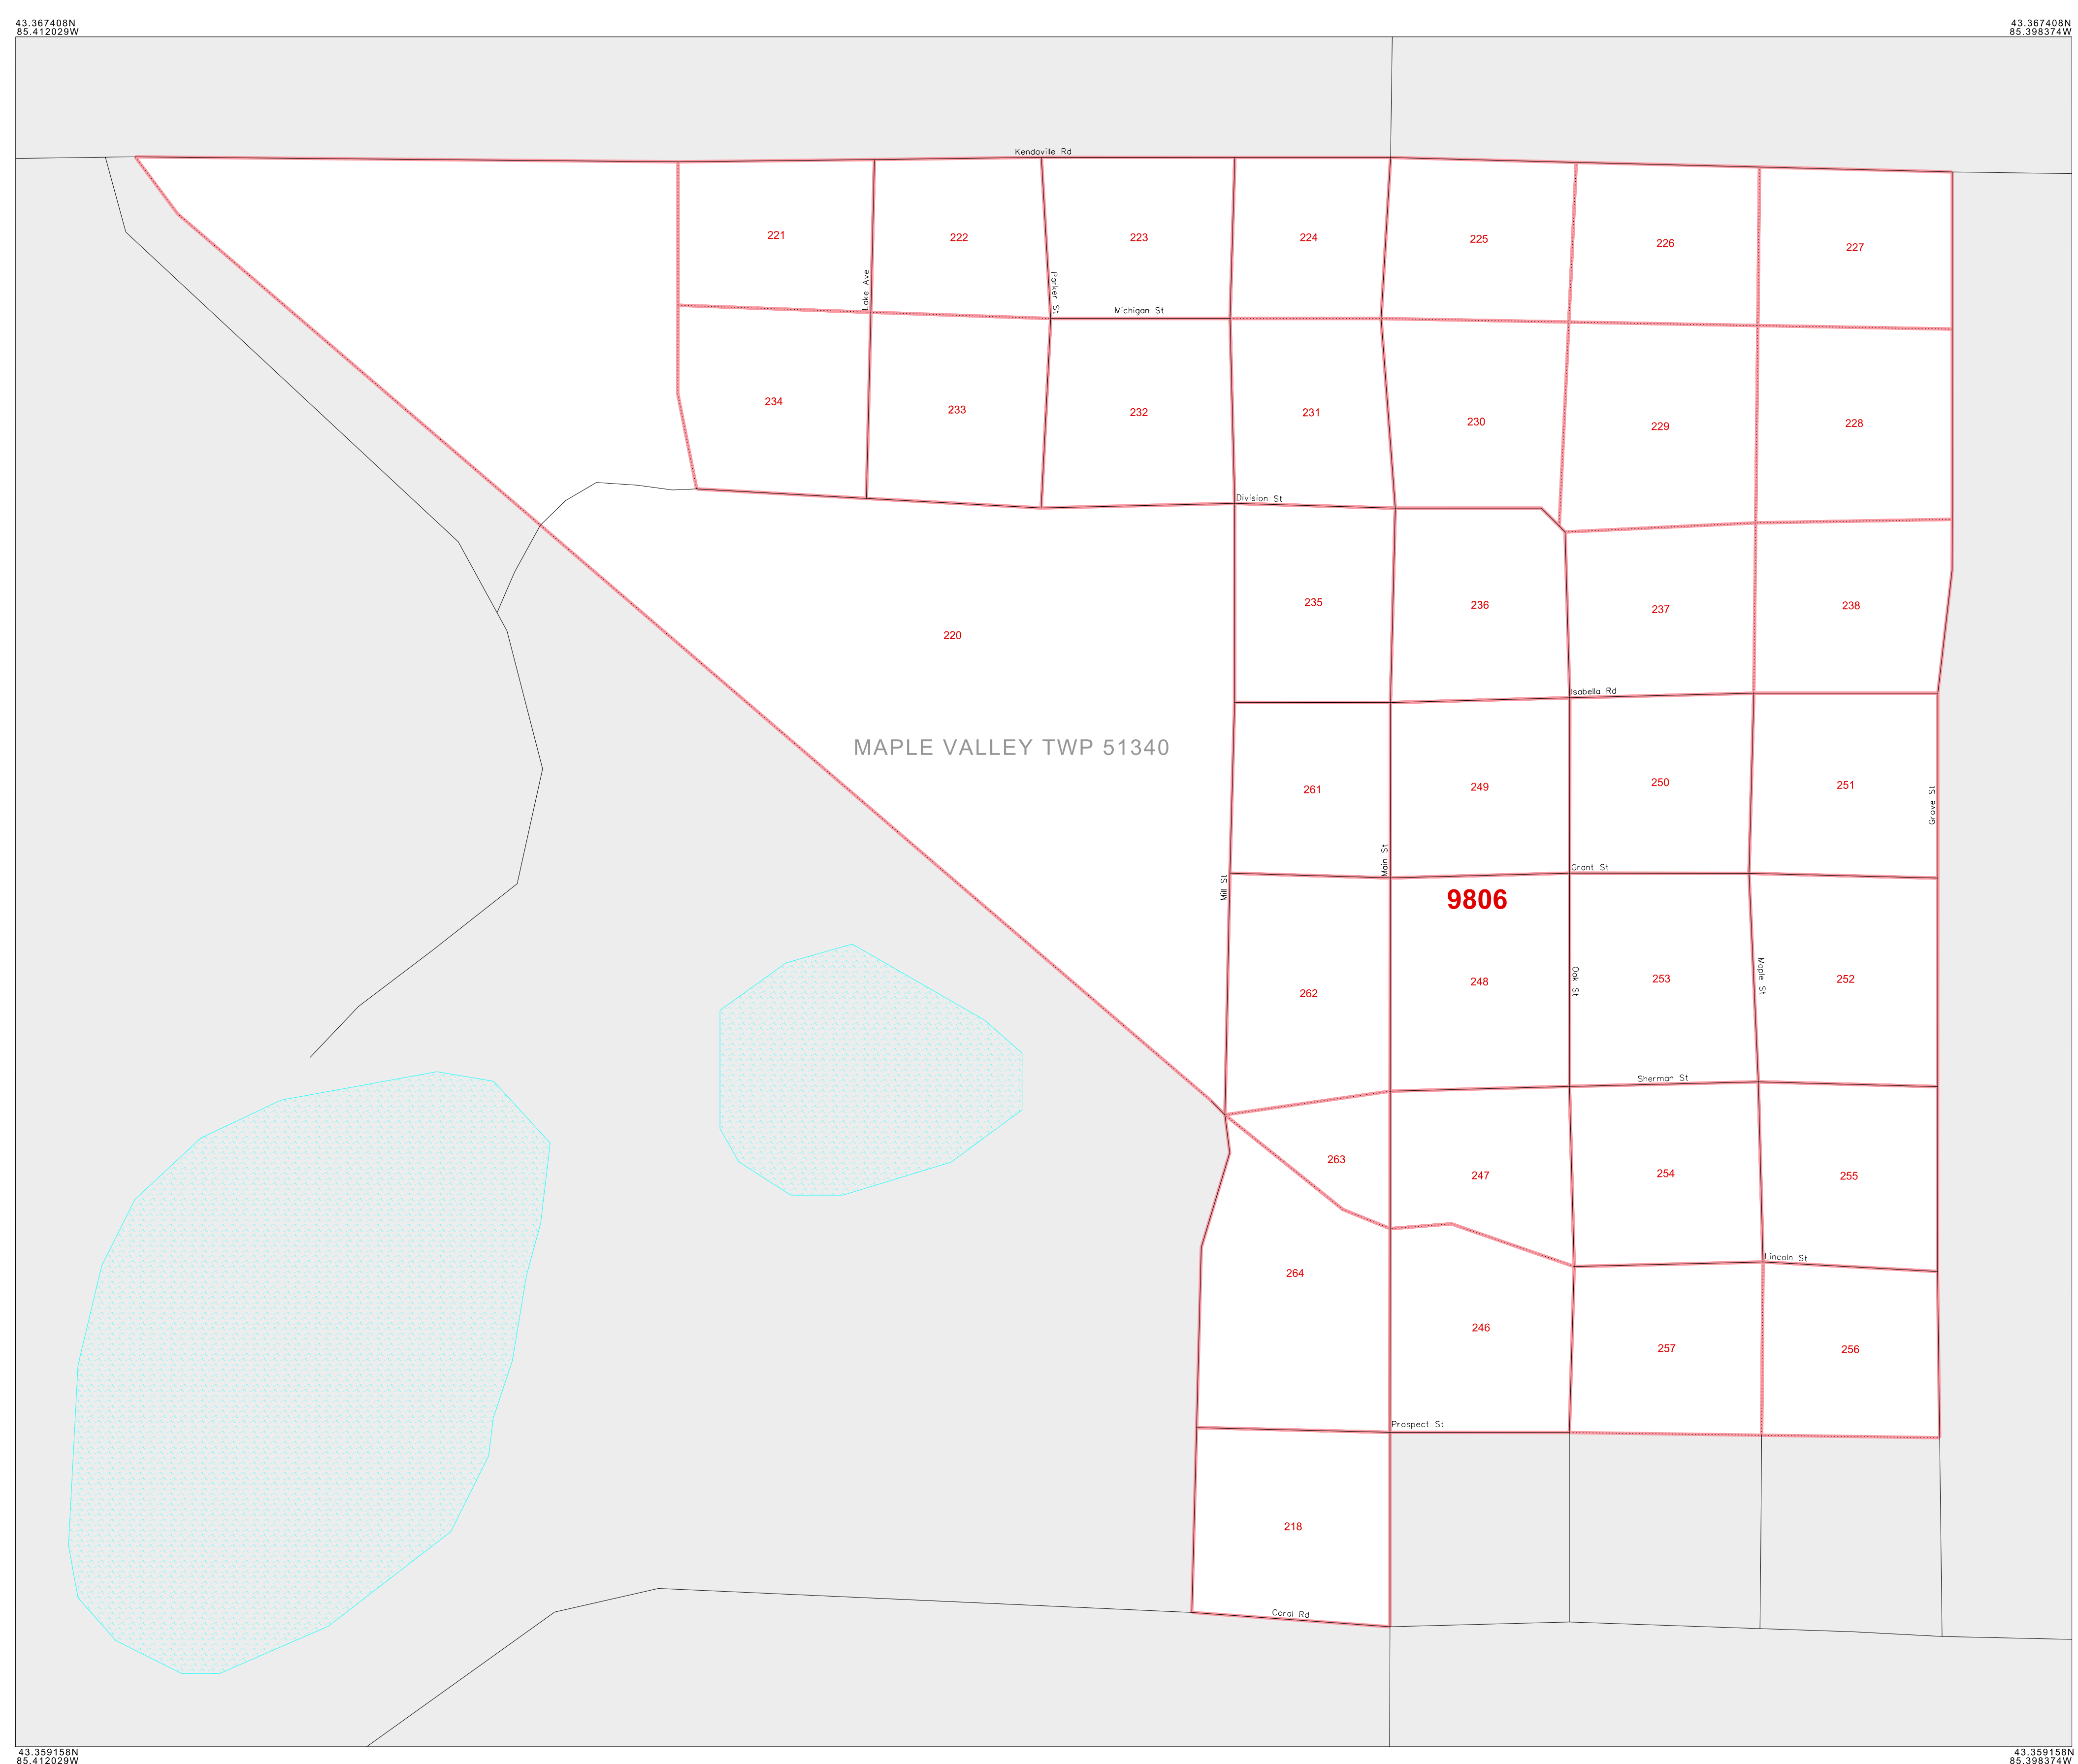 43.367408N
85.412029W
43.367408N
85.398374W
Kendaville Rd
221
222
223
224
225
226
227
Lake Ave
Parker St
Michigan St
234
233
232
231
230
229
228
Division St
235
236
237
238
220
Isabella Rd
MAPLE VALLEY TWP 51340
261
249
250
251
Grove St
Main St
Grant St
Mill St
9806
262
248
Oak St
253
Maple St
252
Sherman St
263
247
254
255
Lincoln St
264
246
257
256
Prospect St
218
Coral Rd
43.359158N
85.412029W
43.359158N
85.398374W